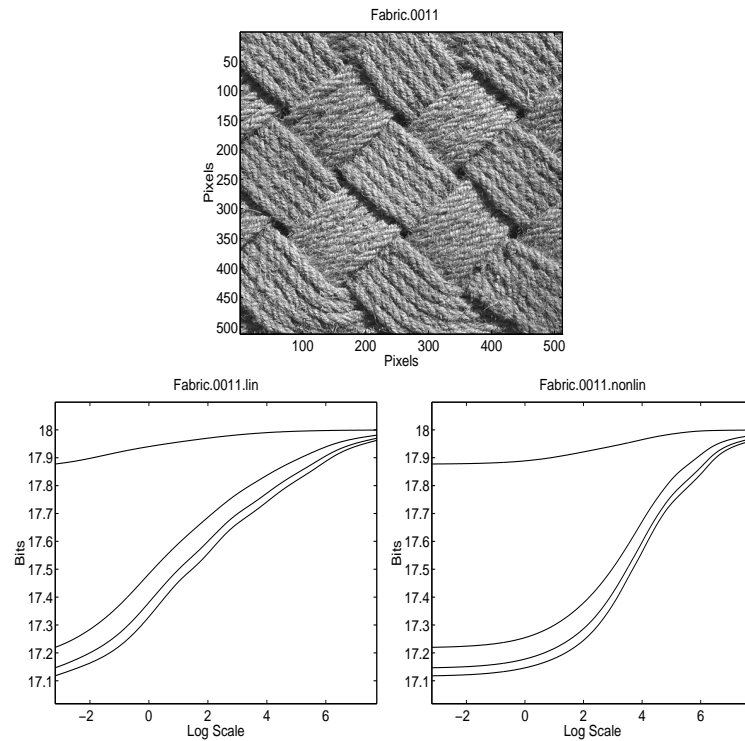 Fabric.0011
50
100
150
200
250
300
350
400
450
500
Pixels
100 200 300 400 500
Pixels
Fabric.0011.lin
18
17.9
17.8
17.7
17.6
17.5
17.4
17.3
17.2
17.1
Bits
−2 0 2 4 6
Log Scale
Fabric.0011.nonlin
18
17.9
17.8
17.7
17.6
17.5
17.4
17.3
17.2
17.1
Bits
−2 0 2 4 6
Log Scale